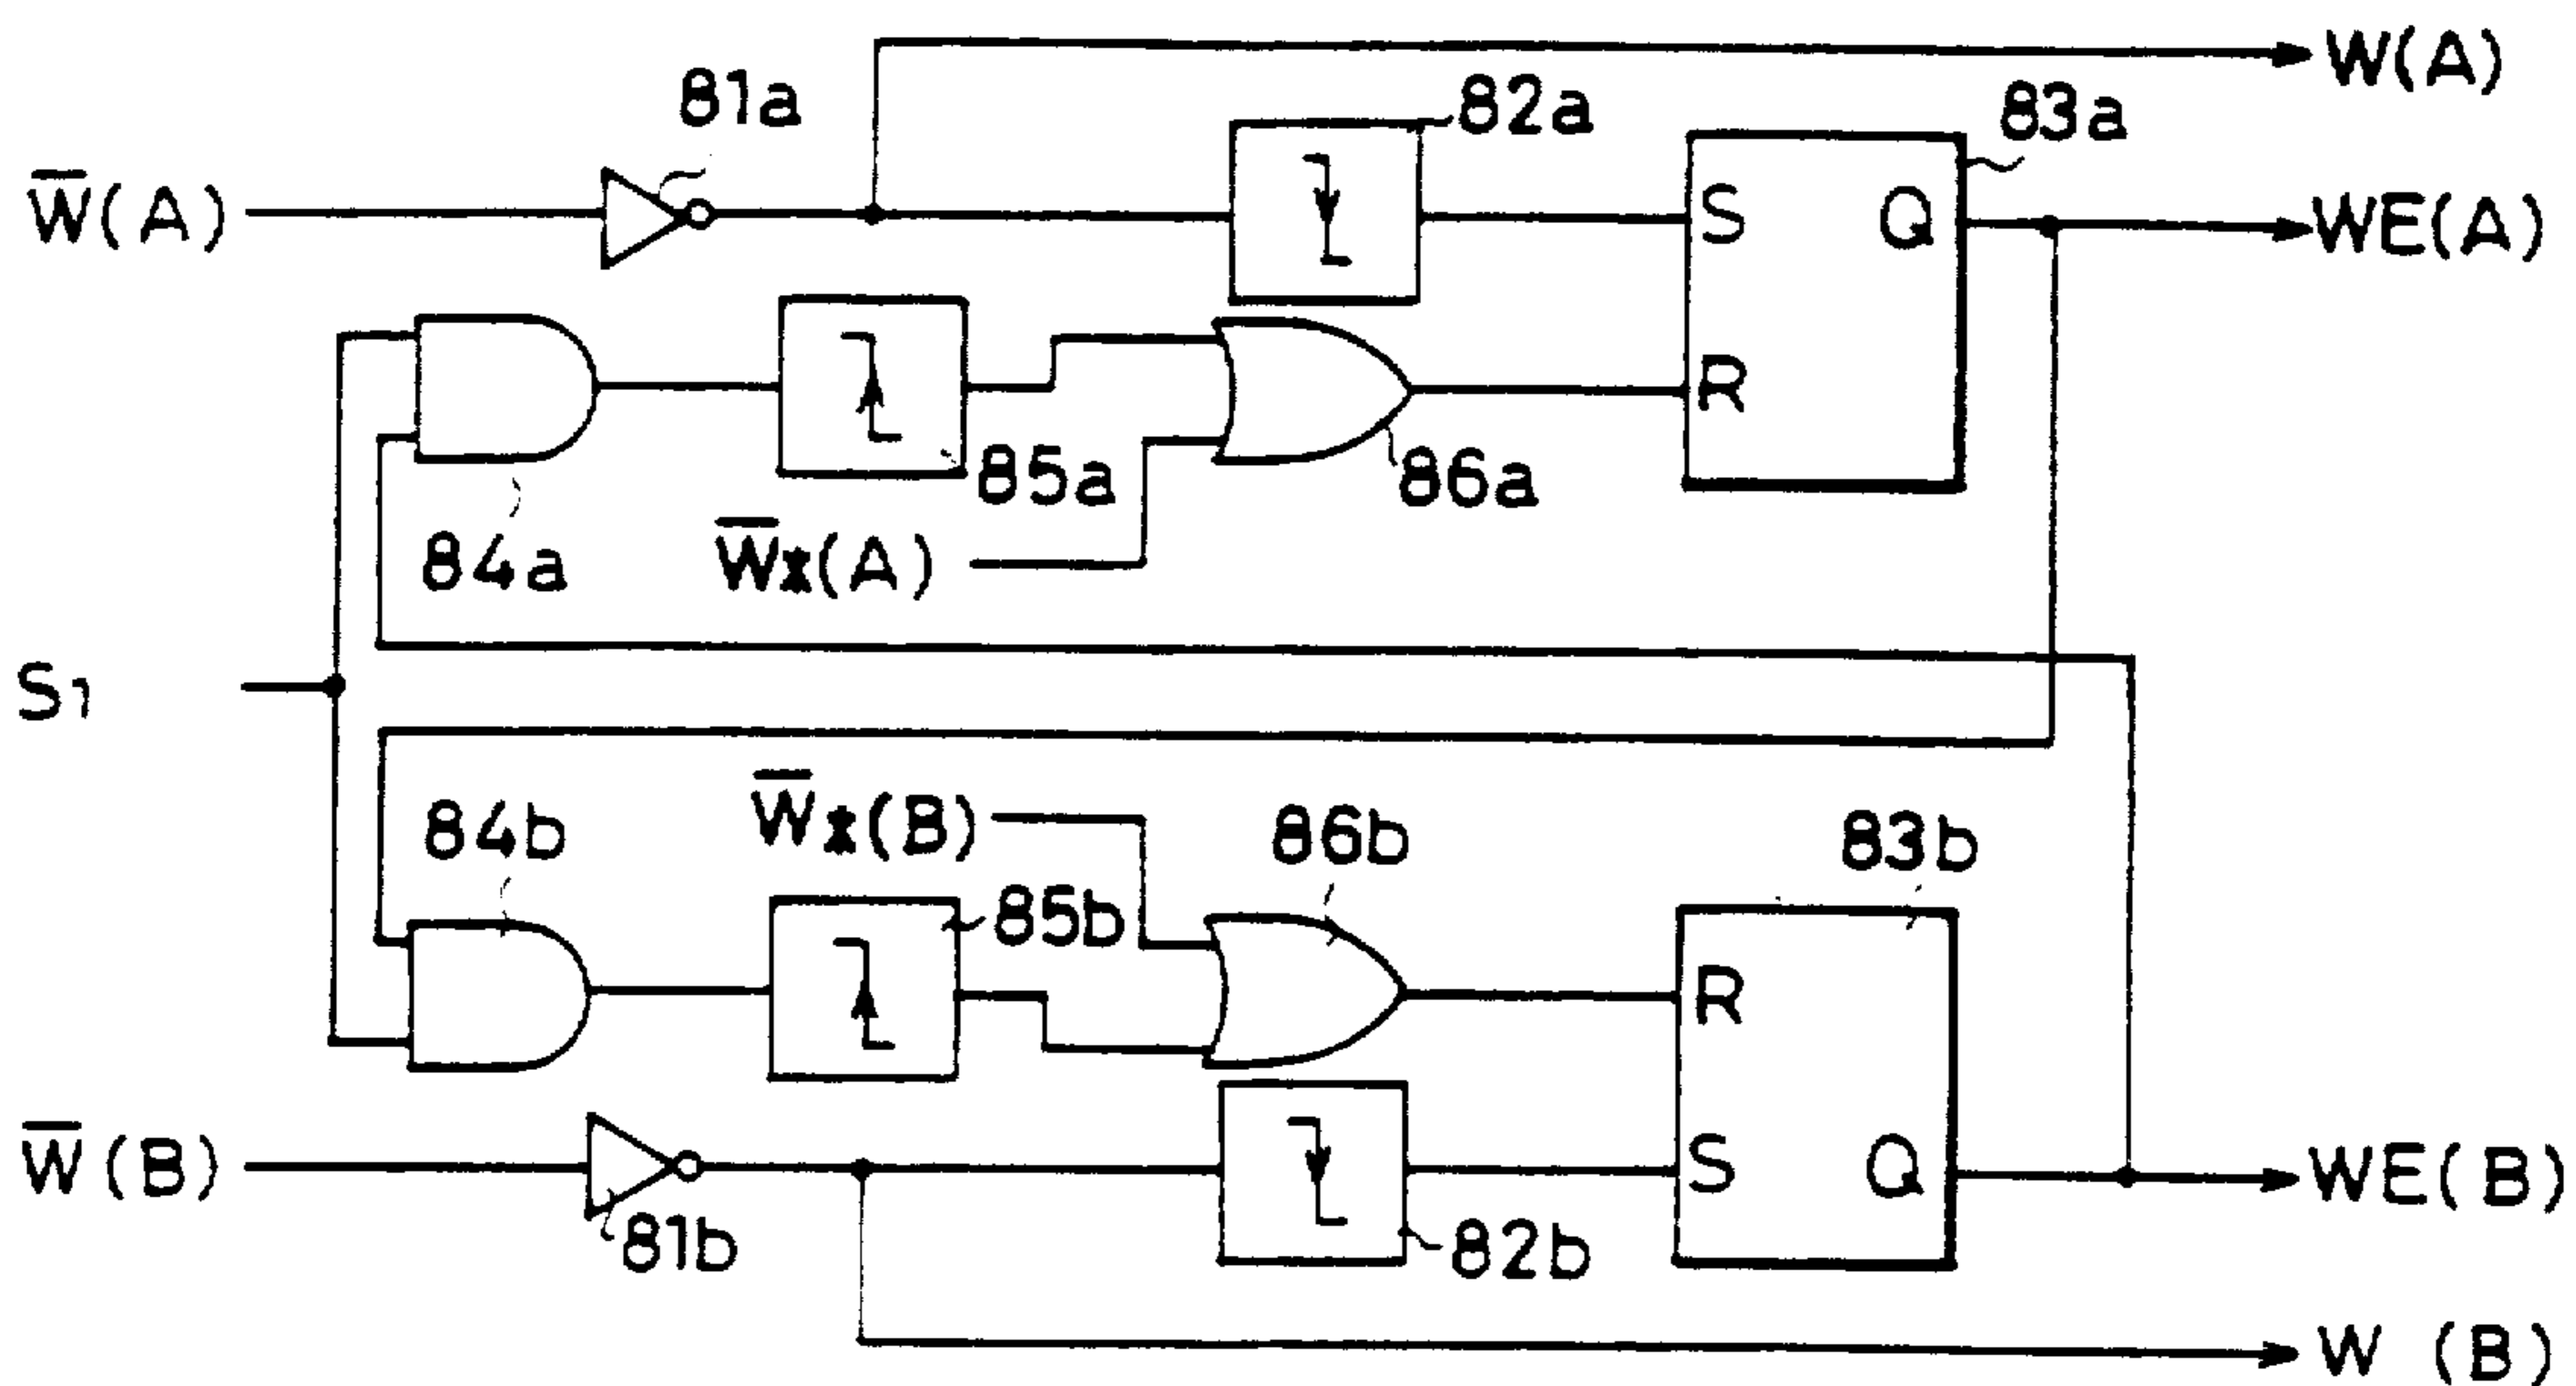 W(A)
81a
82a
83a
W̅(A)
S
Q
WE(A)
R
85a
86a
84a
W̅*(A)
S1
84b
W̅*(B)
86b
83b
85b
R
W̅(B)
S
Q
WE(B)
81b
82b
W (B)